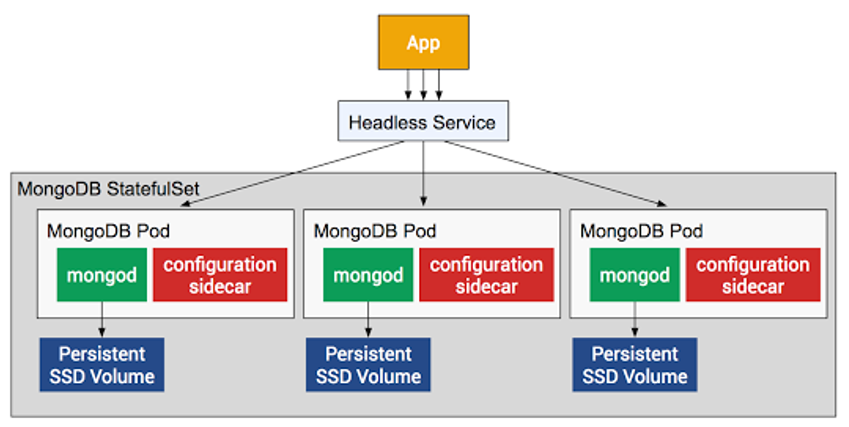 App
Headless Service
MongoDB StatefulSet
MongoDB Pod
mongod
configuration
sidecar
Persistent
SSD Volume
MongoDB Pod
mongod
configuration
sidecar
Persistent
SSD Volume
MongoDB Pod
mongod
configuration
sidecar
Persistent
SSD Volume